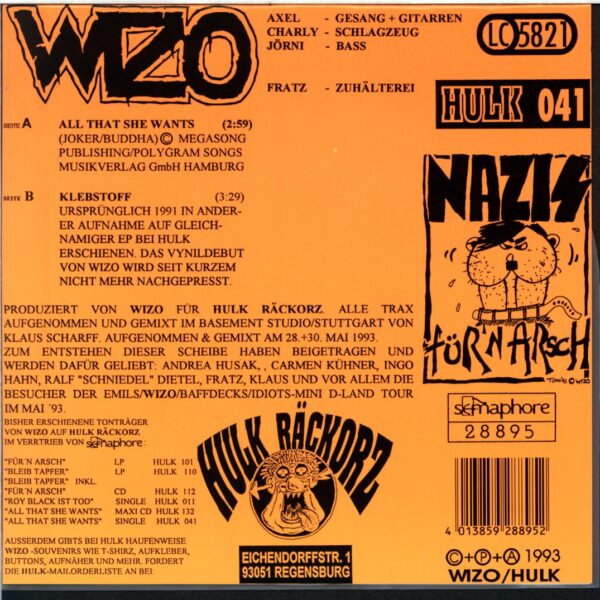 WIZO
AXEL - GESANG + GITARREN
CHARLY - SCHLAGZEUG
JÖRNI - BASS
FRATZ - ZUHÄLTEREI
LC 5821
HULK 041
SEITE A ALL THAT SHE WANTS (2:59)
(JOKER/BUDDHA) © MEGASONG
PUBLISHING/POLYGRAM SONGS
MUSIKVERLAG GmbH HAMBURG
SEITE B KLEBSTOFF (3:29)
URSPRÜNGLICH 1991 IN ANDER-
ER AUFNAHME AUF GLEICH-
NAMIGER EP BEI HULK
ERSCHIENEN. DAS VYNILDEBUT
VON WIZO WIRD SEIT KURZEM
NICHT MEHR NACHGEPRESST.
NAZIS
FÜR'N ARSCH
PRODUZIERT VON WIZO FÜR HULK RÄCKORZ. ALLE TRAX
AUFGENOMMEN UND GEMIXT IM BASEMENT STUDIO/STUTTGART VON
KLAUS SCHARFF. AUFGENOMMEN & GEMIXT AM 28.+30. MAI 1993.
ZUM ENTSTEHEN DIESER SCHEIBE HABEN BEIGETRAGEN UND
WERDEN DAFÜR GELIEBT: ANDREA HUSAK, , CARMEN KÜHNER, INGO
HAHN, RALF "SCHNIEDEL" DIETEL, FRATZ, KLAUS UND VOR ALLEM DIE
BESUCHER DER EMILS/WIZO/BAFFDECKS/IDIOTS-MINI D-LAND TOUR
IM MAI '93.
BISHER ERSCHIENENE TONTRÄGER
VON WIZO AUF HULK RÄCKORZ
IM VERRTIEB VON semaphore:
"FÜR'N ARSCH" LP HULK 101
"BLEIB TAPFER" LP HULK 110
"BLEIB TAPFER" INKL.
"FÜR'N ARSCH" CD HULK 112
"ROY BLACK IST TOD" SINGLE HULK 011
"ALL THAT SHE WANTS" MAXI CD HULK 132
"ALL THAT SHE WANTS" SINGLE HULK 041
AUSSERDEM GIBTS BEI HULK HAUFENWEISE
WIZO -SOUVENIRS WIE T-SHIRZ, AUFKLEBER,
BUTTONS, AUFNÄHER UND MEHR. FORDERT
DIE HULK-MAILORDERLISTE AN BEI:
HULK RÄCKORZ
EICHENDORFFSTR. 1
93051 REGENSBURG
semaphore
28895
4 013859 288952
©+Ⓟ+Ⓐ 1993
WIZO/HULK